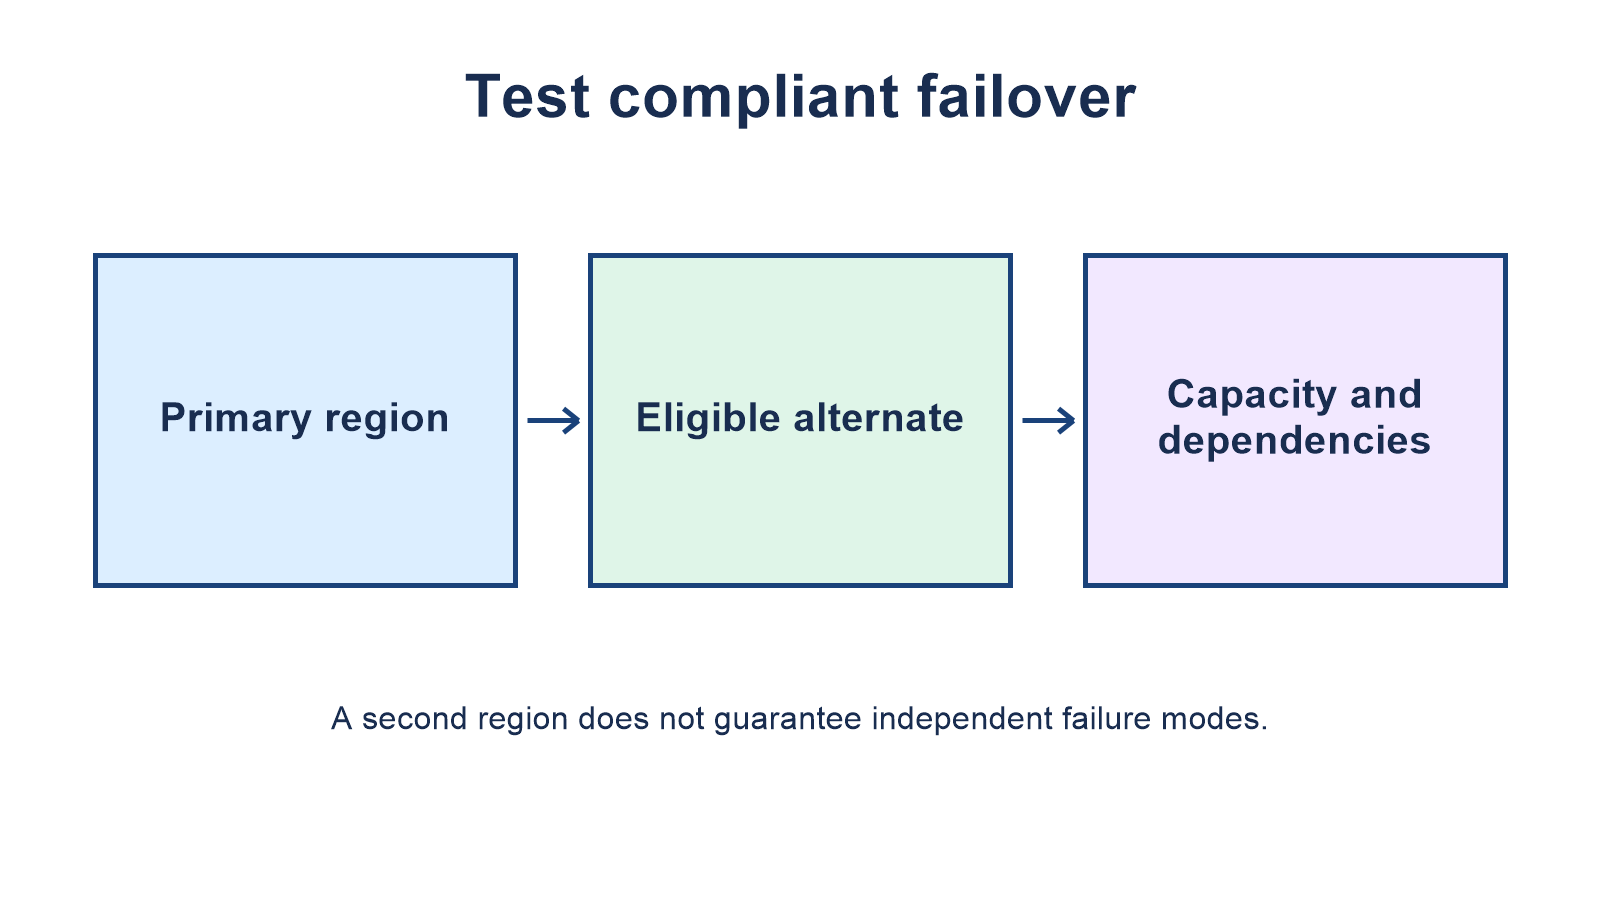 Test compliant failover
Primary region
Eligible alternate
Capacity and
dependencies
A second region does not guarantee independent failure modes.